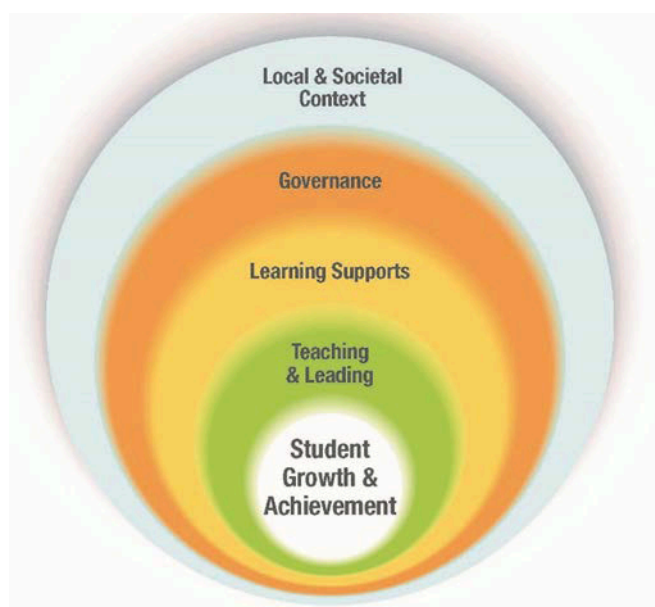 Local & Societal
Context
Governance
Learning Supports
Teaching
& Leading
Student
Growth &
Achievement